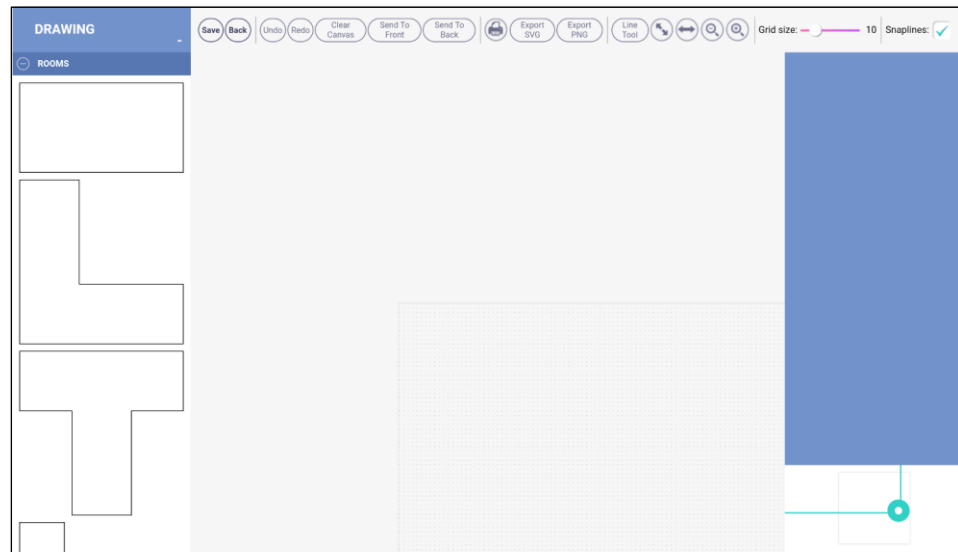 DRAWING
Save Back Undo Redo Clear Canvas Send To Front Send To Back Export SVG Export PNG Line Tool Grid size: 10 Snaplines:
ROOMS